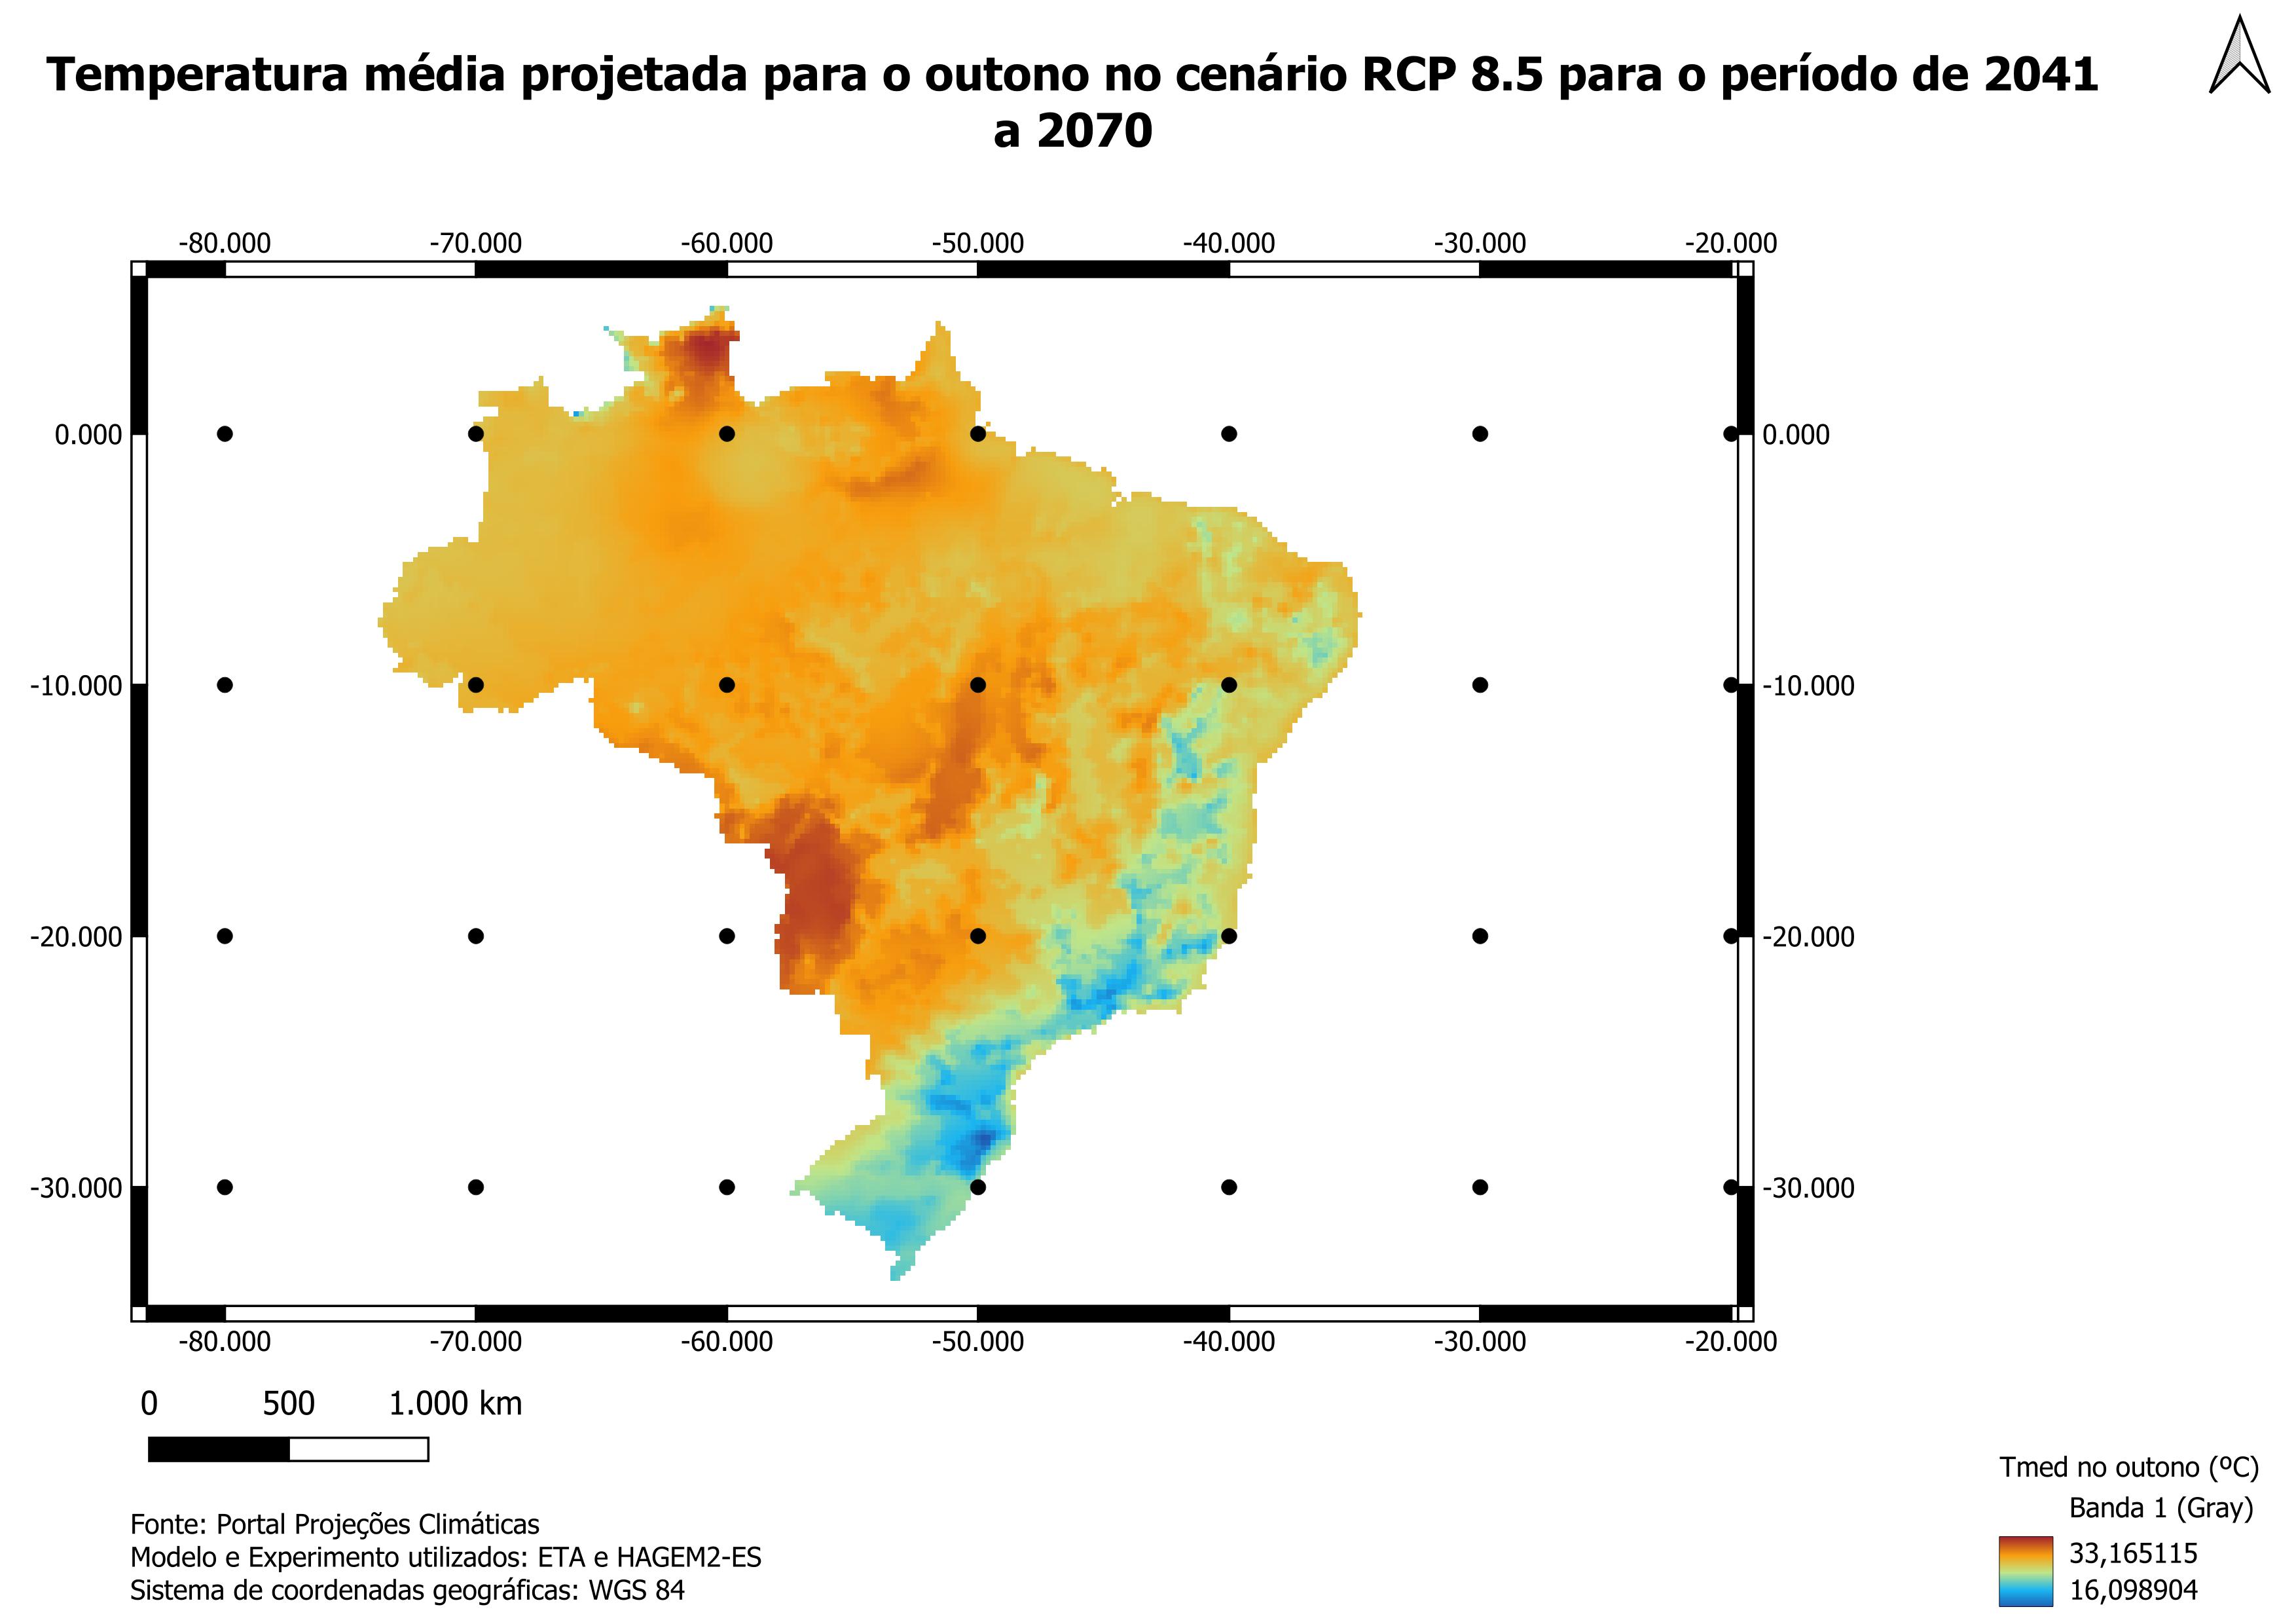 Temperatura média projetada para o outono no cenário RCP 8.5 para o período de 2041
a 2070
-80.000 -70.000 -60.000 -50.000 -40.000 -30.000 -20.000
0.000 0.000
-10.000 -10.000
-20.000 -20.000
-30.000 -30.000
-80.000 -70.000 -60.000 -50.000 -40.000 -30.000 -20.000
0 500 1.000 km
Fonte: Portal Projeções Climáticas
Modelo e Experimento utilizados: ETA e HAGEM2-ES
Sistema de coordenadas geográficas: WGS 84
Tmed no outono (ºC)
Banda 1 (Gray)
33,165115
16,098904